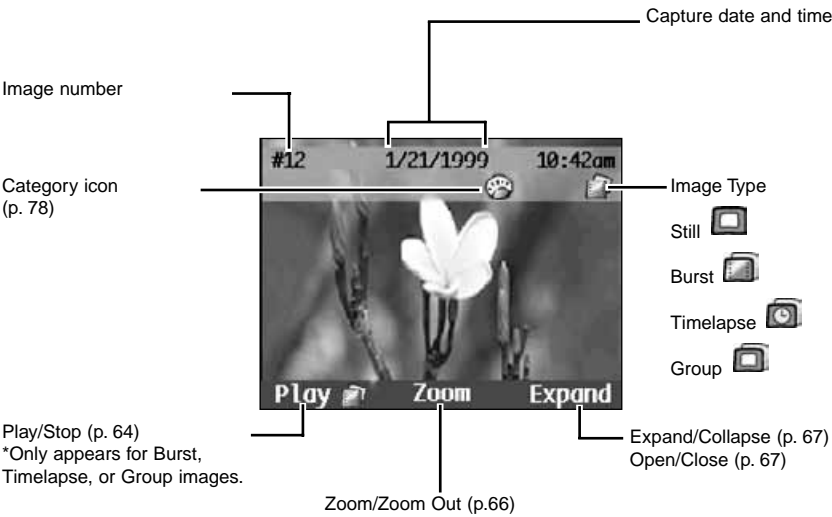 Capture date and time
Image number
#12 1/21/1999 10:42am
Category icon
(p. 78)
Image Type
Still
Burst
Timelapse
Group
Play Zoom Expand
Play/Stop (p. 64)
*Only appears for Burst,
Timelapse, or Group images.
Expand/Collapse (p. 67)
Open/Close (p. 67)
Zoom/Zoom Out (p.66)